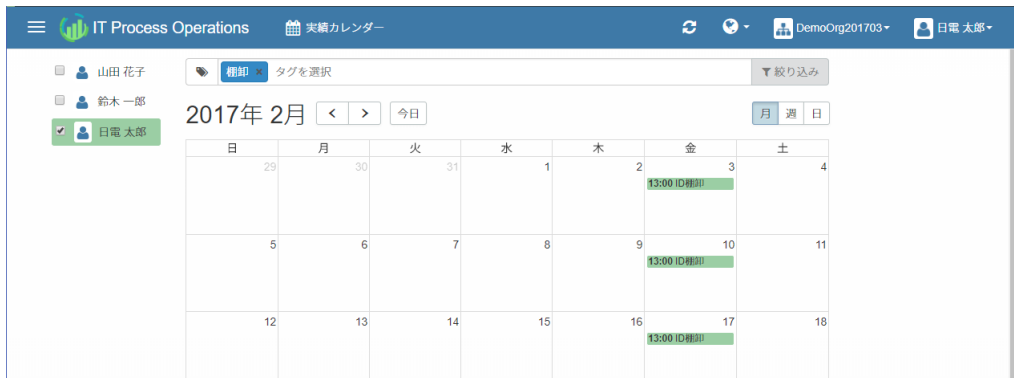 IT Process Operations 実績カレンダー DemoOrg201703 日電 太郎
山田 花子
鈴木 一郎
日電 太郎
棚卸 × タグを選択 絞り込み
2017年 2月 < > 今日 月 週 日
日 月 火 水 木 金 土
29 30 31 1 2 3 4
13:00 ID棚卸
5 6 7 8 9 10 11
13:00 ID棚卸
12 13 14 15 16 17 18
13:00 ID棚卸